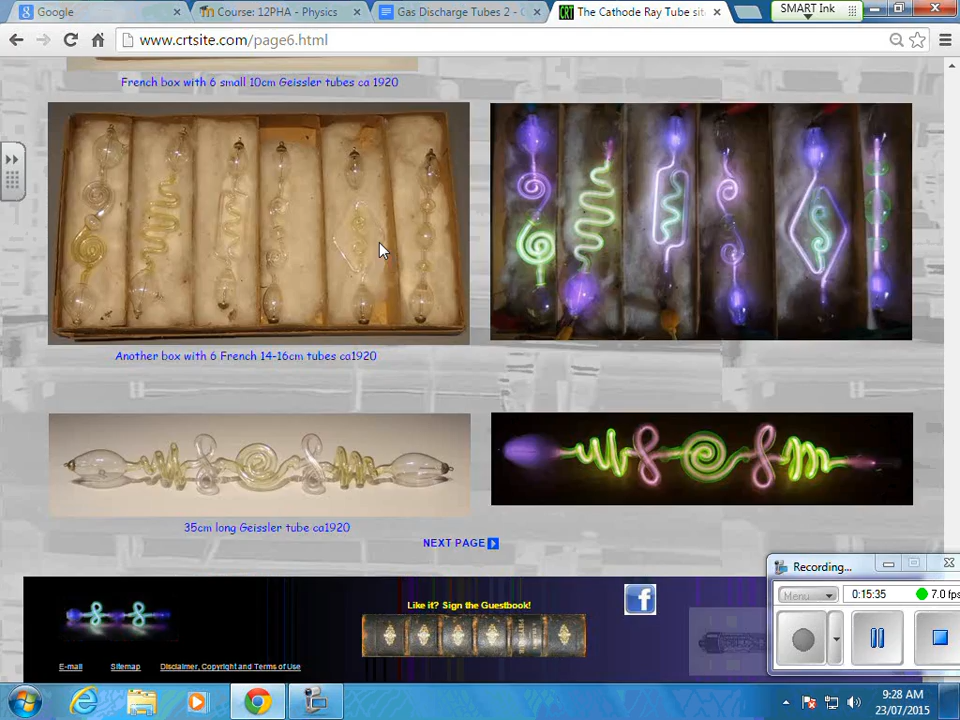 Google
Course: 12PHA - Physics
Gas Discharge Tubes 2 - 
CRT The Cathode Ray Tube sit
SMART Ink
www.crtsite.com/page6.html
French box with 6 small 10cm Geissler tubes ca 1920
Another box with 6 French 14-16cm tubes ca1920
35cm long Geissler tube ca1920
NEXT PAGE
Like it? Sign the Guestbook!
f
E-mail
Sitemap
Disclaimer, Copyright and Terms of Use
Recording...
Menu
0:15:35
7.0 fps
9:28 AM
23/07/2015